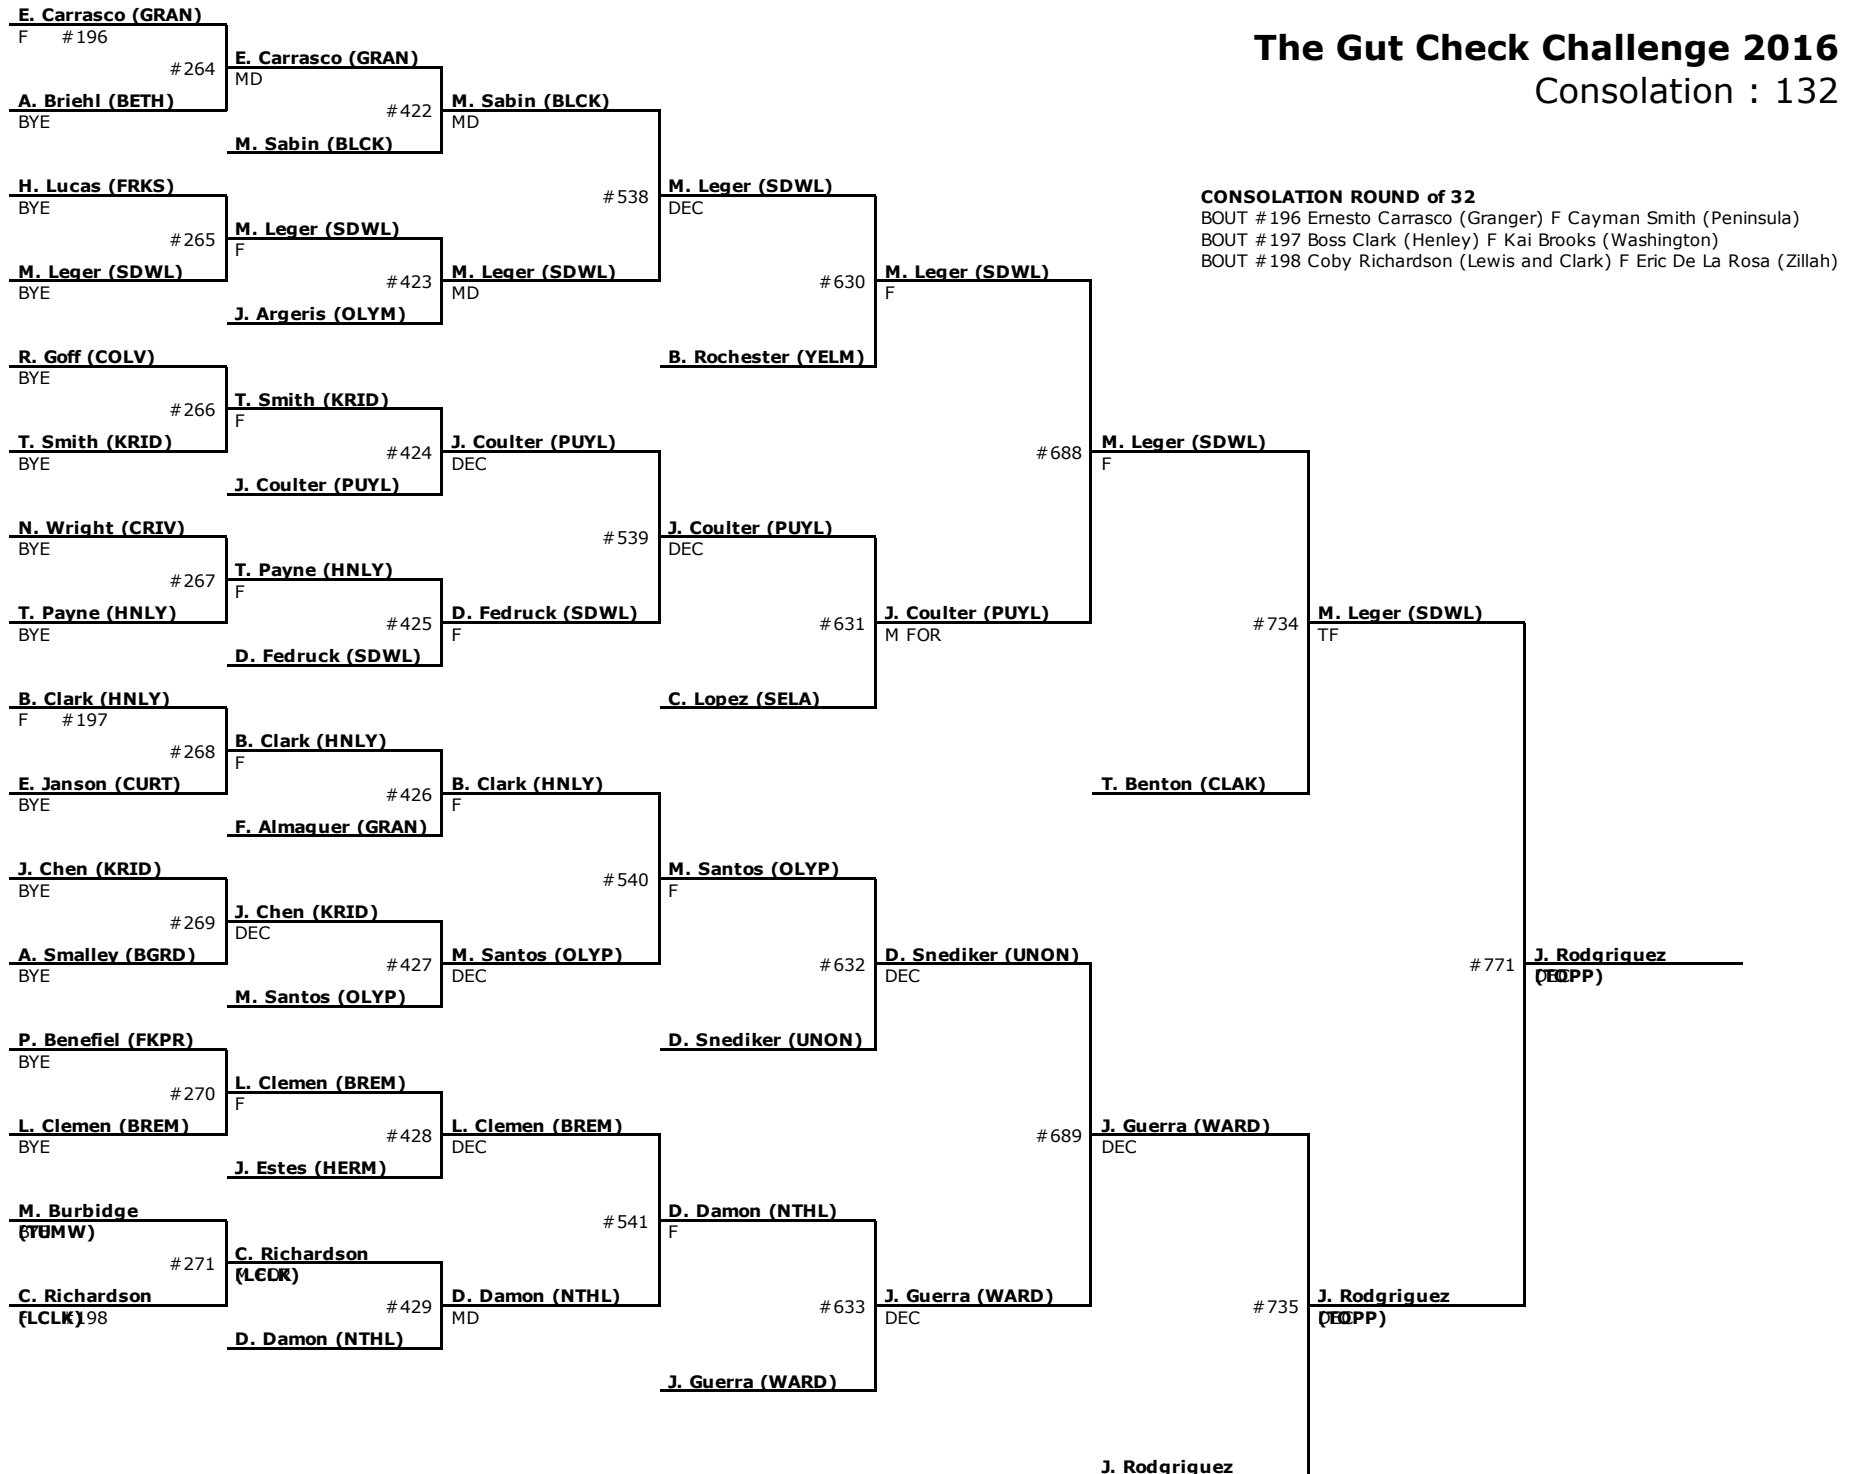 The Gut Check Challenge 2016
Consolation : 132
CONSOLATION ROUND of 32
BOUT #196 Ernesto Carrasco (Granger) F Cayman Smith (Peninsula)
BOUT #197 Boss Clark (Henley) F Kai Brooks (Washington)
BOUT #198 Coby Richardson (Lewis and Clark) F Eric De La Rosa (Zillah)
E. Carrasco (GRAN)
F #196
#264
A. Briehl (BETH)
BYE
H. Lucas (FRKS)
BYE
#265
M. Leger (SDWL)
BYE
R. Goff (COLV)
BYE
#266
T. Smith (KRID)
BYE
N. Wright (CRIV)
BYE
#267
T. Payne (HNLY)
BYE
B. Clark (HNLY)
F #197
#268
E. Janson (CURT)
BYE
J. Chen (KRID)
BYE
#269
A. Smalley (BGRD)
BYE
P. Benefiel (FKPR)
BYE
#270
L. Clemen (BREM)
BYE
M. Burbidge
(TUMW)
#271
C. Richardson
(LCLK) #198
E. Carrasco (GRAN)
MD
#422
M. Sabin (BLCK)
M. Leger (SDWL)
F
#423
J. Argeris (OLYM)
T. Smith (KRID)
F
#424
J. Coulter (PUYL)
T. Payne (HNLY)
F
#425
D. Fedruck (SDWL)
B. Clark (HNLY)
F
#426
F. Almaguer (GRAN)
J. Chen (KRID)
DEC
#427
M. Santos (OLYP)
L. Clemen (BREM)
F
#428
J. Estes (HERM)
C. Richardson
(LCLK)
#429
D. Damon (NTHL)
M. Sabin (BLCK)
MD
#538
M. Leger (SDWL)
MD
J. Coulter (PUYL)
DEC
#539
D. Fedruck (SDWL)
F
B. Clark (HNLY)
F
#540
M. Santos (OLYP)
DEC
L. Clemen (BREM)
DEC
#541
D. Damon (NTHL)
MD
M. Leger (SDWL)
DEC
#630
B. Rochester (YELM)
J. Coulter (PUYL)
DEC
#631
C. Lopez (SELA)
M. Santos (OLYP)
F
#632
D. Snediker (UNON)
D. Damon (NTHL)
F
#633
J. Guerra (WARD)
M. Leger (SDWL)
F
#688
J. Coulter (PUYL)
M FOR
D. Snediker (UNON)
DEC
#689
J. Guerra (WARD)
DEC
M. Leger (SDWL)
F
#734
T. Benton (CLAK)
J. Guerra (WARD)
DEC
#735
J. Rodgriguez
M. Leger (SDWL)
TF
#771
J. Rodgriguez
(TOPP)
J. Rodgriguez
(TOPP)